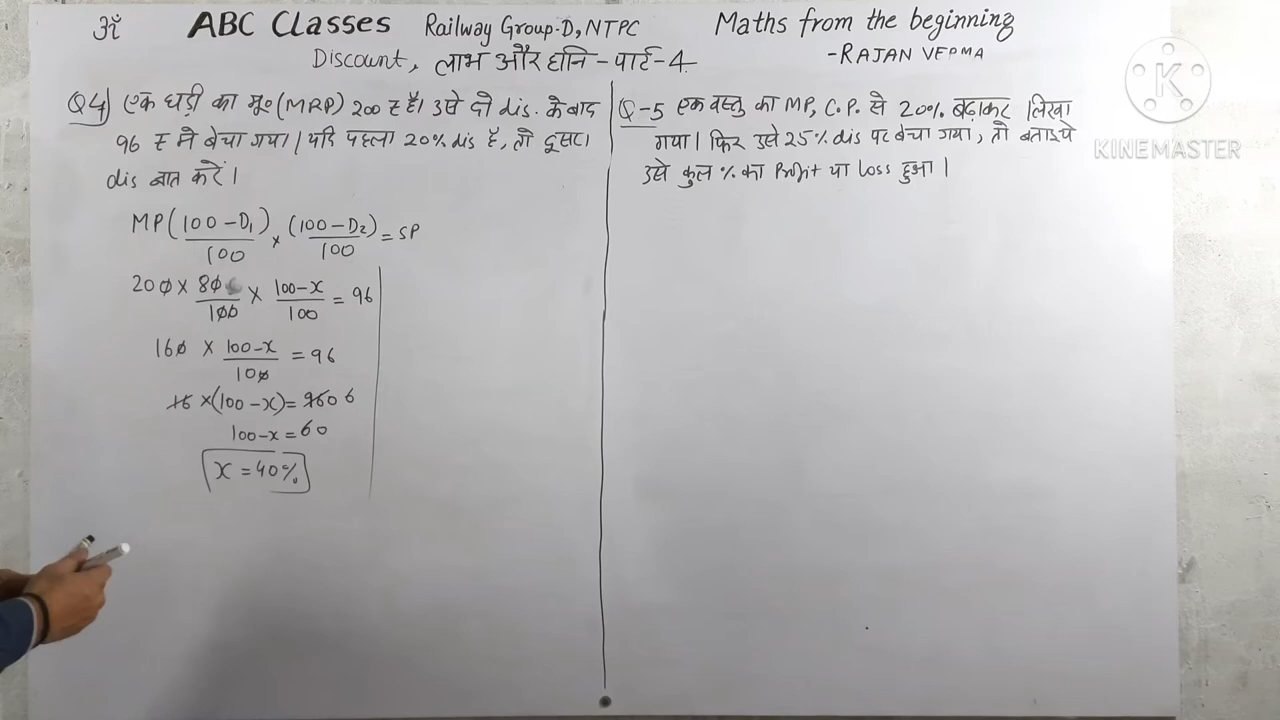 ॐ ABC Classes Railway Group-D, NTPC Maths from the beginning
Discount, लाभ और हानि - पार्ट-4 -RAJAN VERMA
Q4) एक घड़ी का मू० (MRP) 200 ₹ है। उसे दो dis. के बाद
96 ₹ में बेचा गया। यदि पहला 20% dis है, तो दूसरा
dis ज्ञात करें।
MP(100-D₁)/100 × (100-D₂)/100 = SP
200 × 80/100 × 100-x/100 = 96
160 × 100-x/100 = 96
16 ×(100-x)= 960 6
100-x = 60
x = 40%
Q-5 एक वस्तु का MP, C.P. से 20% बढ़ाकर लिखा
गया। फिर उसे 25% dis पर बेचा गया, तो बताइये
उसे कुल % का Profit या Loss हुआ।
K
KINEMASTER